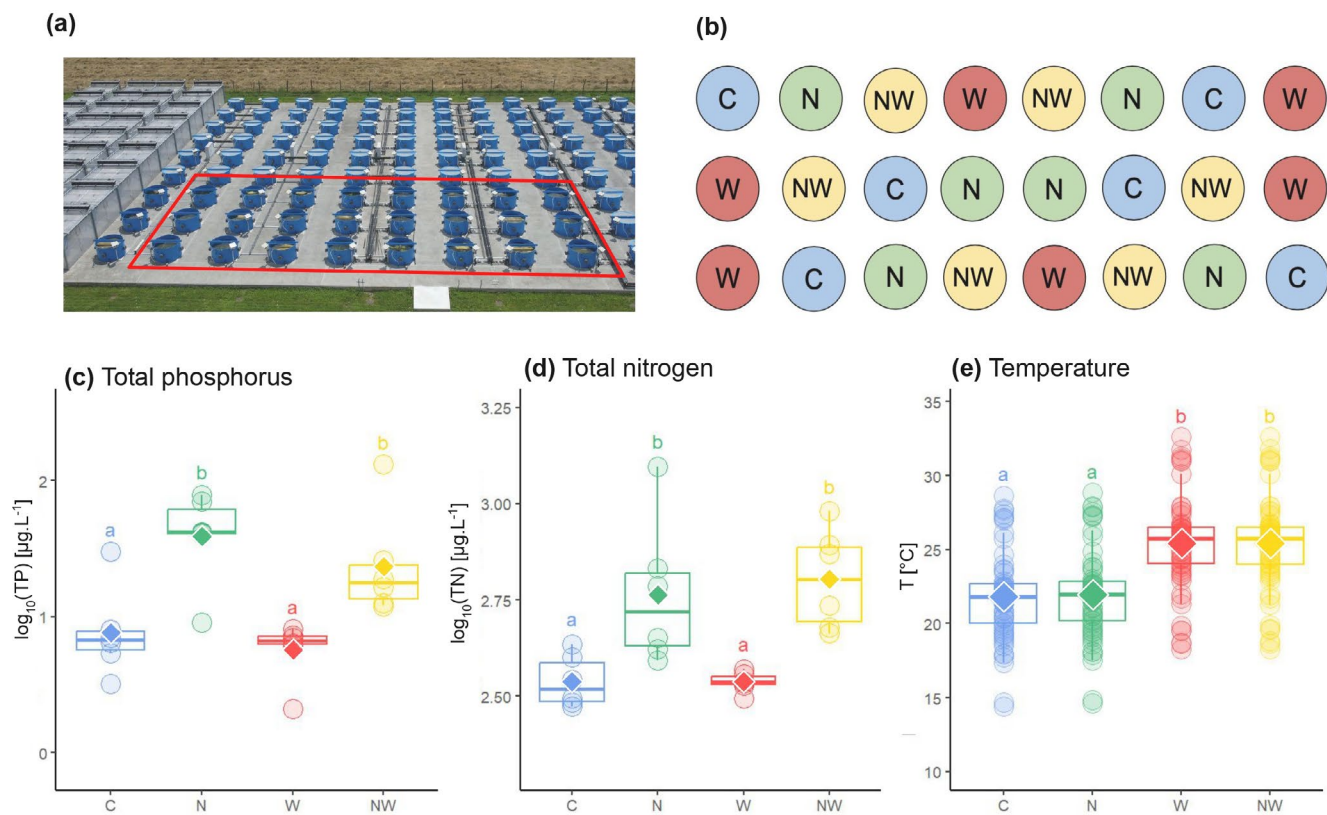 (a)
(b)
C N NW W NW N C W
W NW C N N C NW W
W C N NW W NW N C
(c) Total phosphorus
log10(TP) [µg.L-1]
2
1
0
a
b
a
b
C N W NW
(d) Total nitrogen
log10(TN) [µg.L-1]
3.25
3.00
2.75
2.50
a
b
a
b
C N W NW
(e) Temperature
T [°C]
35
30
25
20
15
10
a
a
b
b
C N W NW